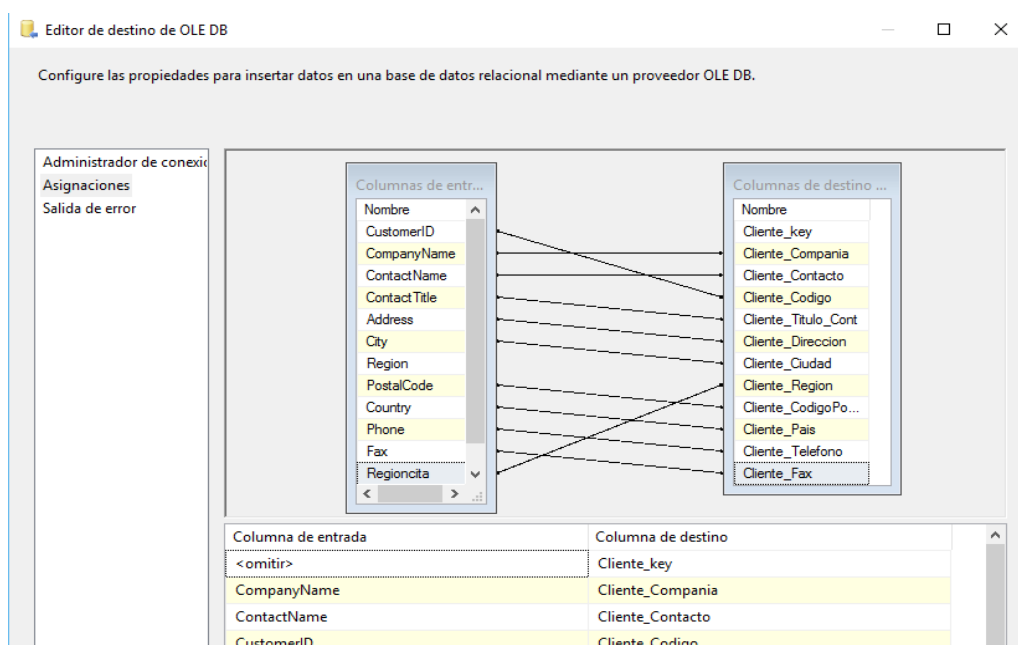 Editor de destino de OLE DB
Configure las propiedades para insertar datos en una base de datos relacional mediante un proveedor OLE DB.
Administrador de conexic
Asignaciones
Salida de error
Columnas de entr...
Nombre
CustomerID
CompanyName
ContactName
ContactTitle
Address
City
Region
PostalCode
Country
Phone
Fax
Regioncita
Columnas de destino ...
Nombre
Cliente_key
Cliente_Compania
Cliente_Contacto
Cliente_Codigo
Cliente_Titulo_Cont
Cliente_Direccion
Cliente_Ciudad
Cliente_Region
Cliente_CodigoPo...
Cliente_Pais
Cliente_Telefono
Cliente_Fax
Columna de entrada Columna de destino
<omitir> Cliente_key
CompanyName Cliente_Compania
ContactName Cliente_Contacto
CustomerID Cliente_Codigo